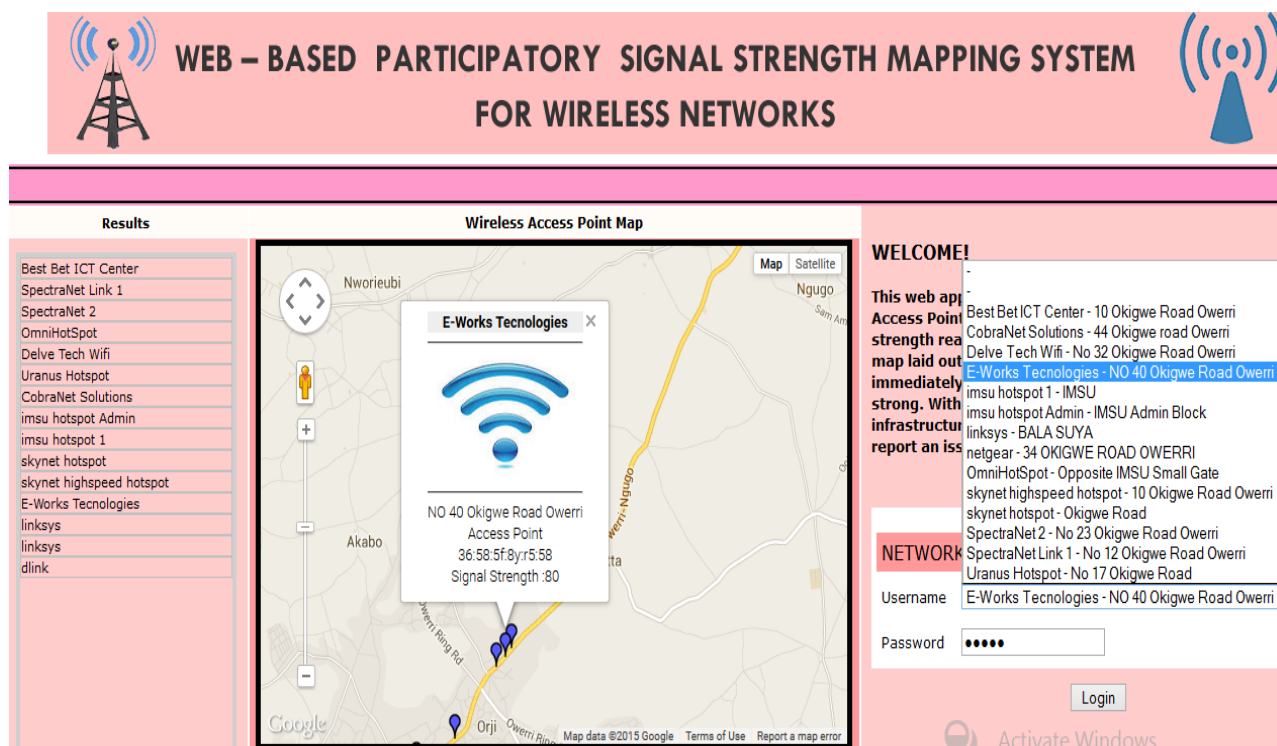 WEB – BASED PARTICIPATORY SIGNAL STRENGTH MAPPING SYSTEM
FOR WIRELESS NETWORKS
Results
Best Bet ICT Center
SpectraNet Link 1
SpectraNet 2
OmniHotSpot
Delve Tech Wifi
Uranus Hotspot
CobraNet Solutions
imsu hotspot Admin
imsu hotspot 1
skynet hotspot
skynet highspeed hotspot
E-Works Tecnologies
linksys
linksys
dlink
Wireless Access Point Map
Map Satellite
Nworieubi
Ngugo
E-Works Tecnologies
NO 40 Okigwe Road Owerri
Access Point
36:58:5f:8y:r5:58
Signal Strength :80
Akabo
Owerri Ring Rd
Orji
Google
Map data ©2015 Google Terms of Use Report a map error
WELCOME!
This web
Access Point
strength
map laid out
immediately
strong. With
report an
-
-
Best Bet ICT Center - 10 Okigwe Road Owerri
CobraNet Solutions - 44 Okigwe road Owerri
Delve Tech Wifi - No 32 Okigwe Road Owerri
E-Works Tecnologies - NO 40 Okigwe Road Owerri
imsu hotspot 1 - IMSU
imsu hotspot Admin - IMSU Admin Block
linksys - BALA SUYA
netgear - 34 OKIGWE ROAD OWERRI
OmniHotSpot - Opposite IMSU Small Gate
skynet highspeed hotspot - 10 Okigwe Road Owerri
skynet hotspot - Okigwe Road
SpectraNet 2 - No 23 Okigwe Road Owerri
SpectraNet Link 1 - No 12 Okigwe Road Owerri
Uranus Hotspot - No 17 Okigwe Road
NETWORK
Username E-Works Tecnologies - NO 40 Okigwe Road Owerri
Password
Login
Activate Windows